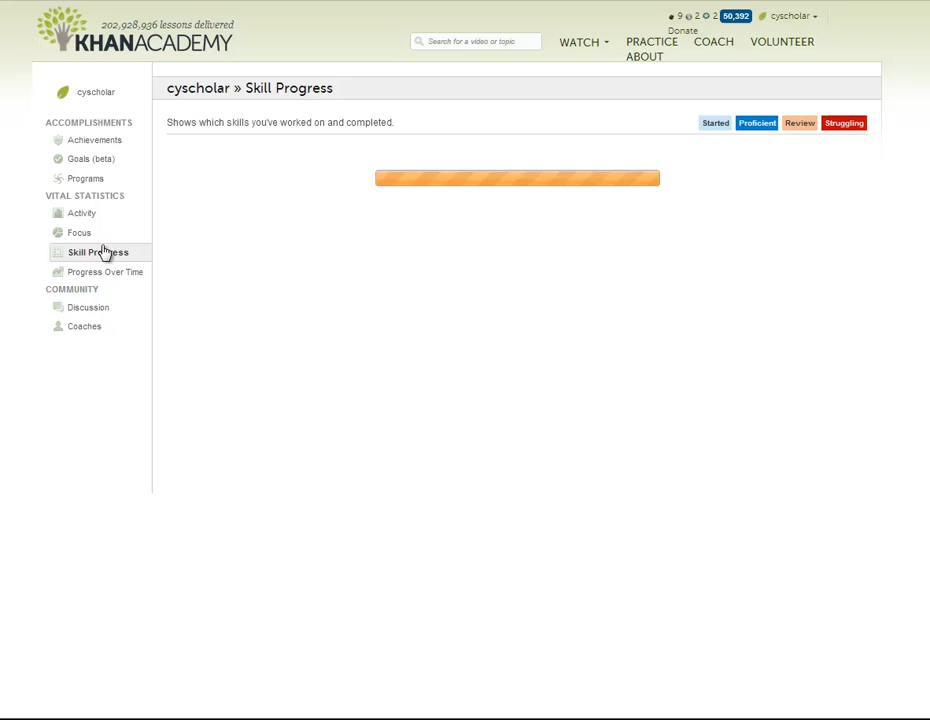 202,928,936 lessons delivered
KHANACADEMY
9 2 2 50,392 cyscholar
Donate
Search for a video or topic
WATCH PRACTICE COACH VOLUNTEER
ABOUT
cyscholar
ACCOMPLISHMENTS
Achievements
Goals (beta)
Programs
VITAL STATISTICS
Activity
Focus
Skill Progress
Progress Over Time
COMMUNITY
Discussion
Coaches
cyscholar » Skill Progress
Shows which skills you've worked on and completed.
Started Proficient Review Struggling